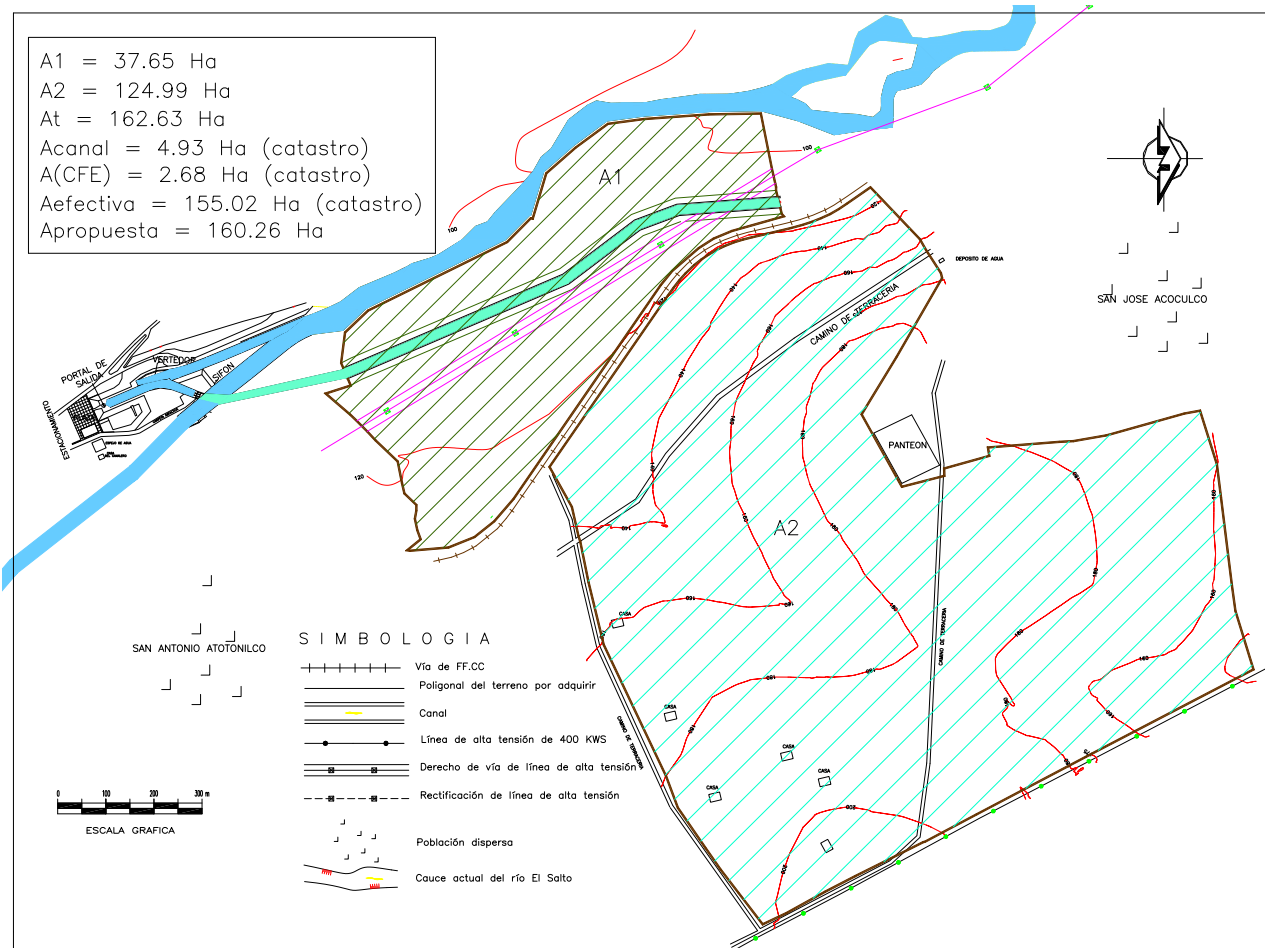 A1 = 37.65 Ha
A2 = 124.99 Ha
At = 162.63 Ha
Acanal = 4.93 Ha (catastro)
A(CFE) = 2.68 Ha (catastro)
Aefectiva = 155.02 Ha (catastro)
Apropuesta = 160.26 Ha
A1
100
100
DEPOSITO DE AGUA
SAN JOSE ACOCULCO
CAMINO DE TERRACERIA
PORTAL DE
SALIDA
VERTEDOR
SIFON
ESTACIONAMIENTO
PANTEON
120
A2
CASA
CAMINO DE TERRACERIA
SAN ANTONIO ATOTONILCO
SIMBOLOGIA
Vía de FF.CC
Poligonal del terreno por adquirir
Canal
Línea de alta tensión de 400 KWS
Derecho de vía de línea de alta tensión
Rectificación de línea de alta tensión
Población dispersa
Cauce actual del río El Salto
CASA
CAMINO DE TERRACERIA
CASA
CASA
CASA
200
0
100
200
300 m
ESCALA GRAFICA